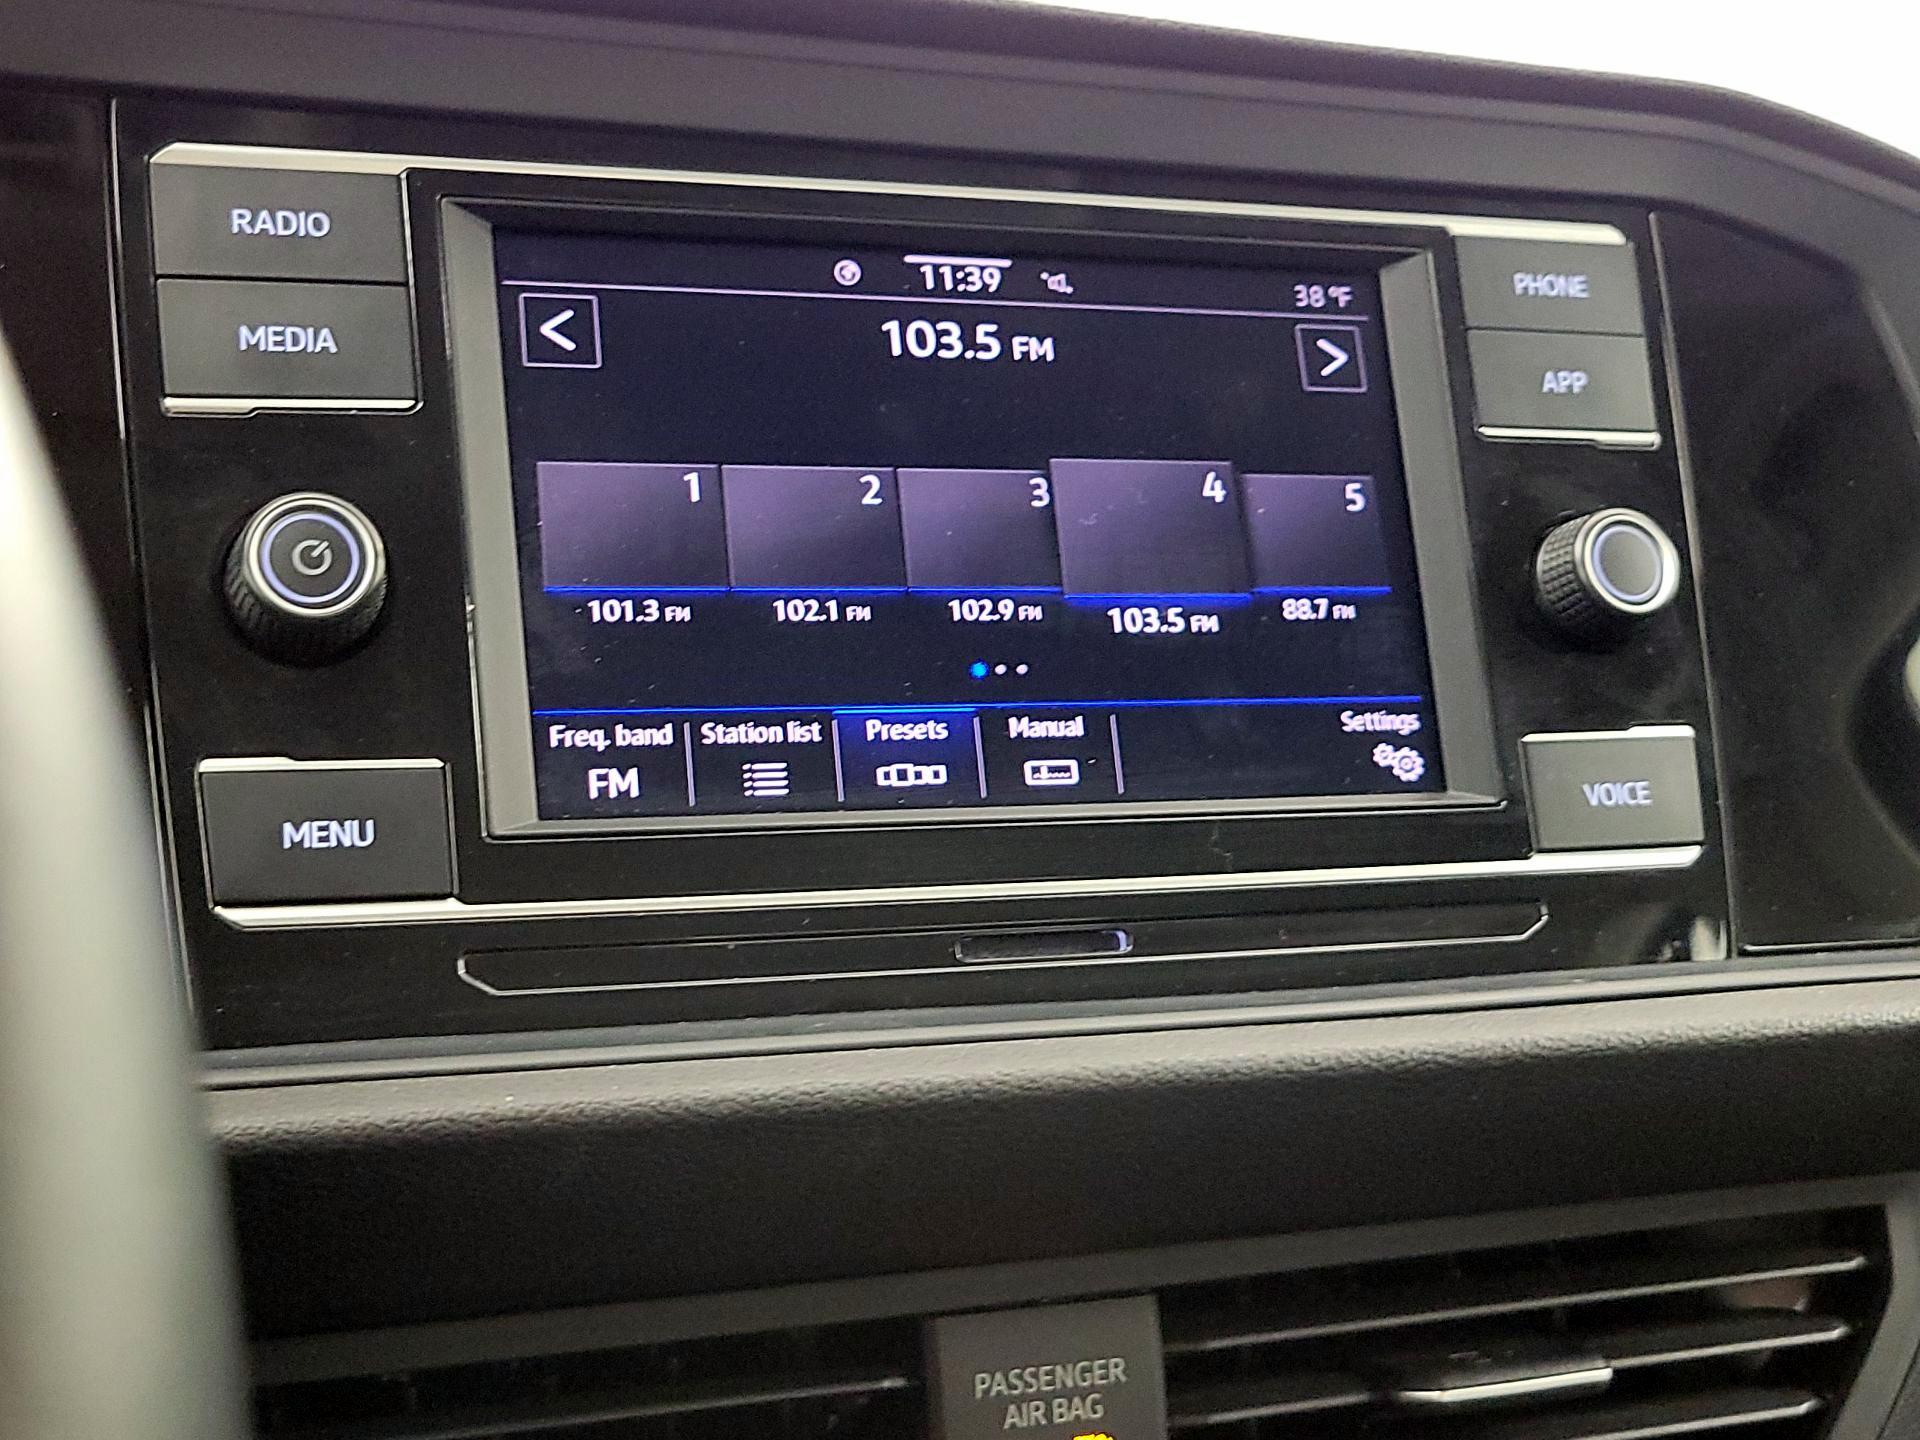 RADIO
MEDIA
MENU
11:39
38°F
<
103.5 FM
>
1
2
3
4
5
101.3 FM
102.1 FM
102.9 FM
103.5 FM
88.7 FM
Freq. band
FM
Station list
Presets
Manual
Settings
PHONE
APP
VOICE
PASSENGER
AIR BAG